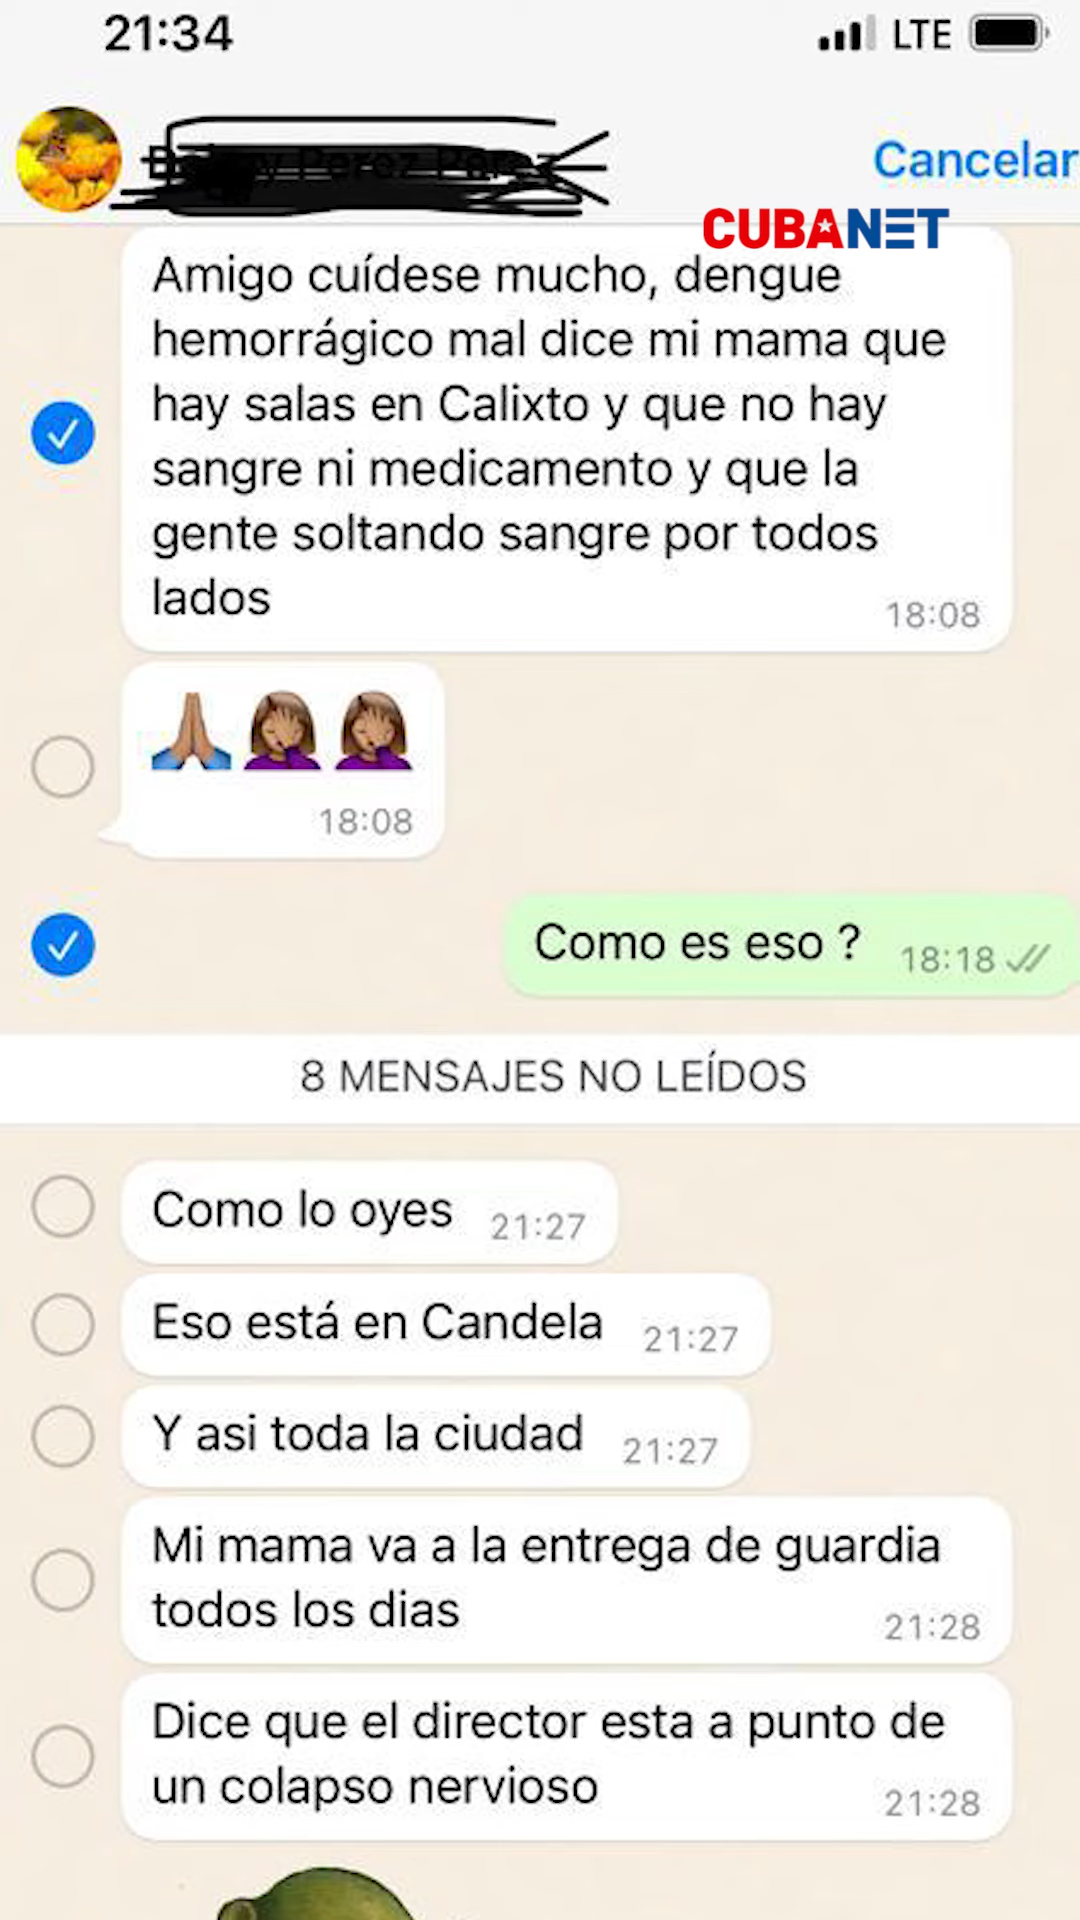 21:34
LTE
Perez
Cancelar
CUBANET
Amigo cuídese mucho, dengue
hemorrágico mal dice mi mama que
hay salas en Calixto y que no hay
sangre ni medicamento y que la
gente soltando sangre por todos
lados
18:08
18:08
Como es eso ? 18:18
8 MENSAJES NO LEÍDOS
Como lo oyes 21:27
Eso está en Candela 21:27
Y asi toda la ciudad 21:27
Mi mama va a la entrega de guardia
todos los dias
21:28
Dice que el director esta a punto de
un colapso nervioso
21:28